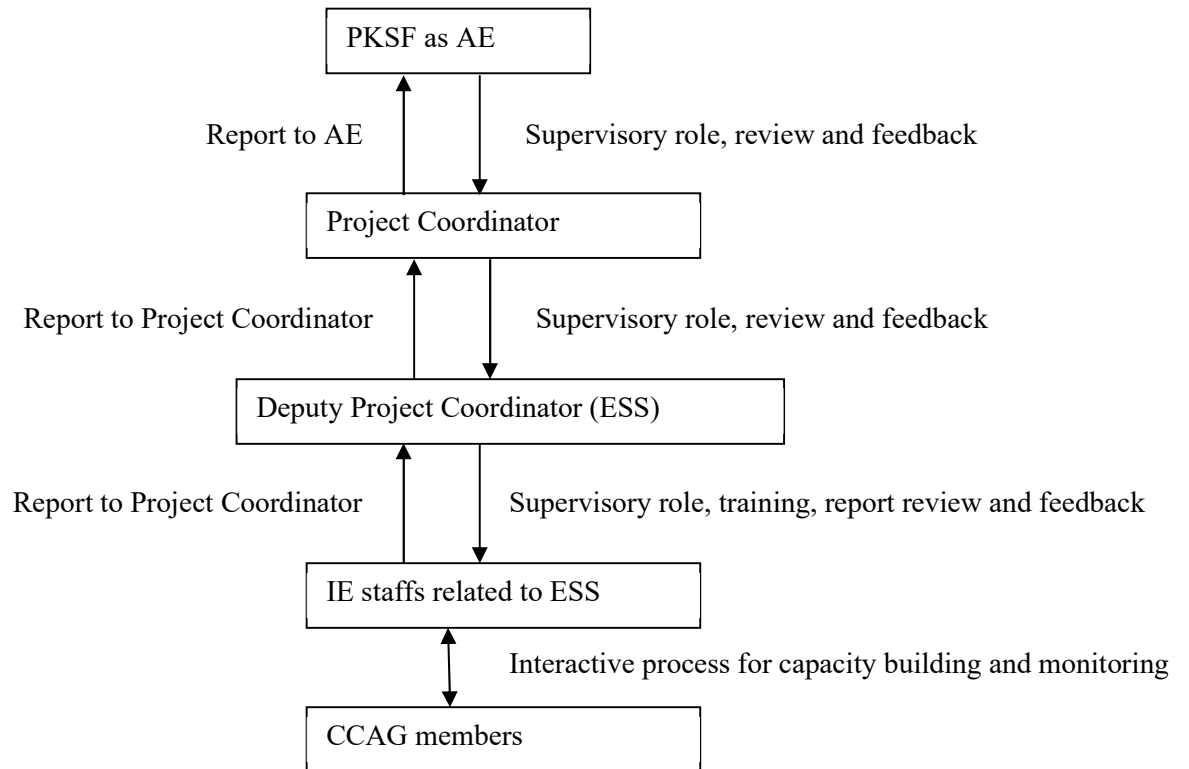 PKSF as AE
Report to AE
Supervisory role, review and feedback
Project Coordinator
Report to Project Coordinator
Supervisory role, review and feedback
Deputy Project Coordinator (ESS)
Report to Project Coordinator
Supervisory role, training, report review and feedback
IE staffs related to ESS
Interactive process for capacity building and monitoring
CCAG members